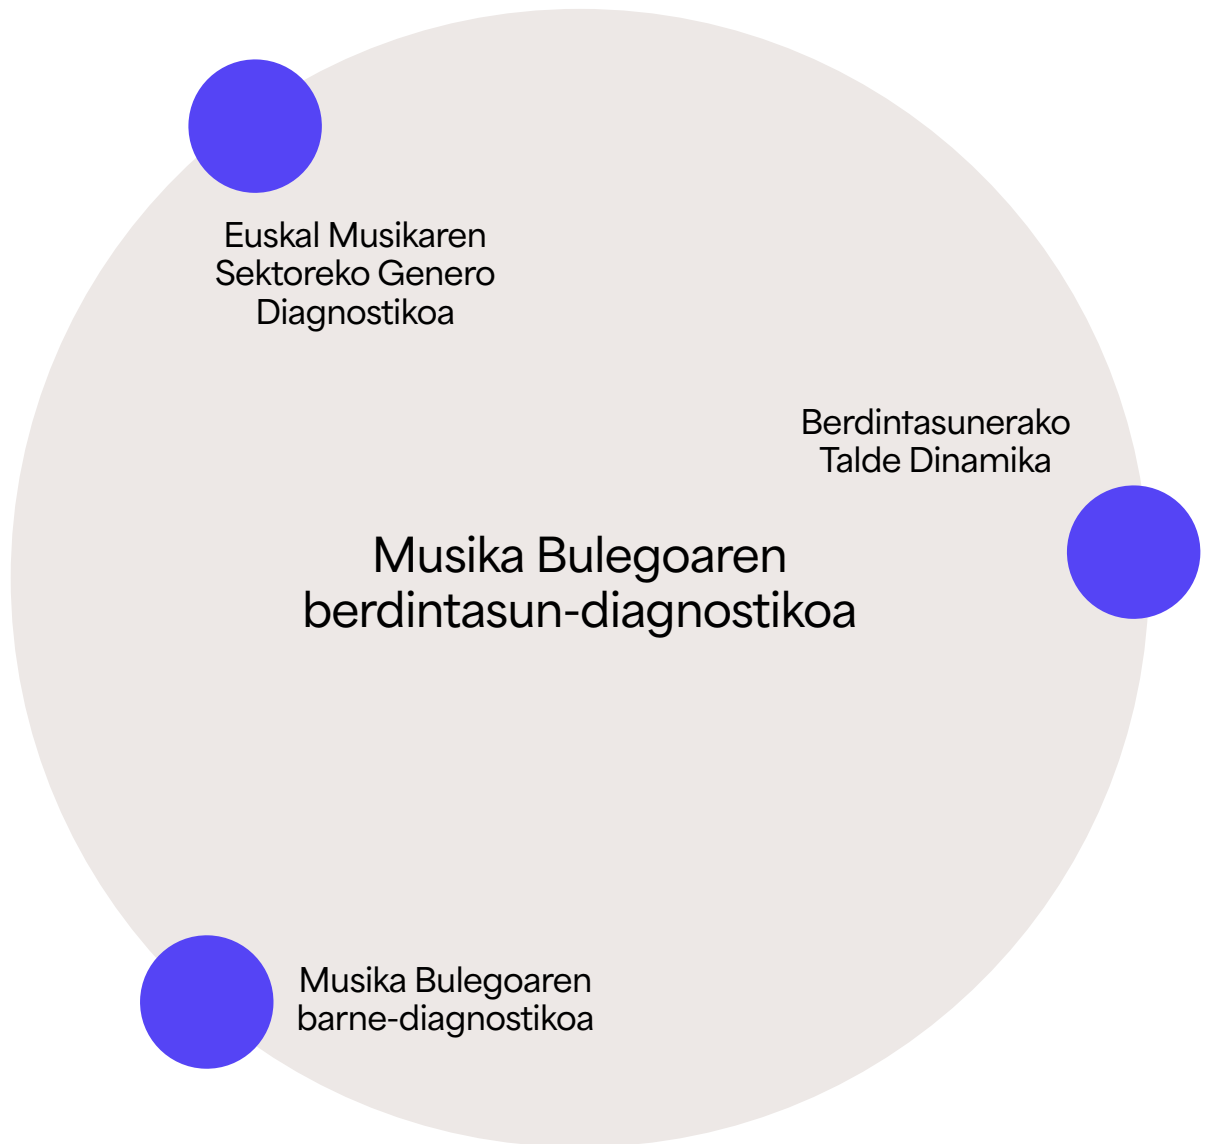 Euskal Musikaren
Sektoreko Genero
Diagnostikoa
Berdintasunerako
Talde Dinamika
Musika Bulegoaren
berdintasun-diagnostikoa
Musika Bulegoaren
barne-diagnostikoa